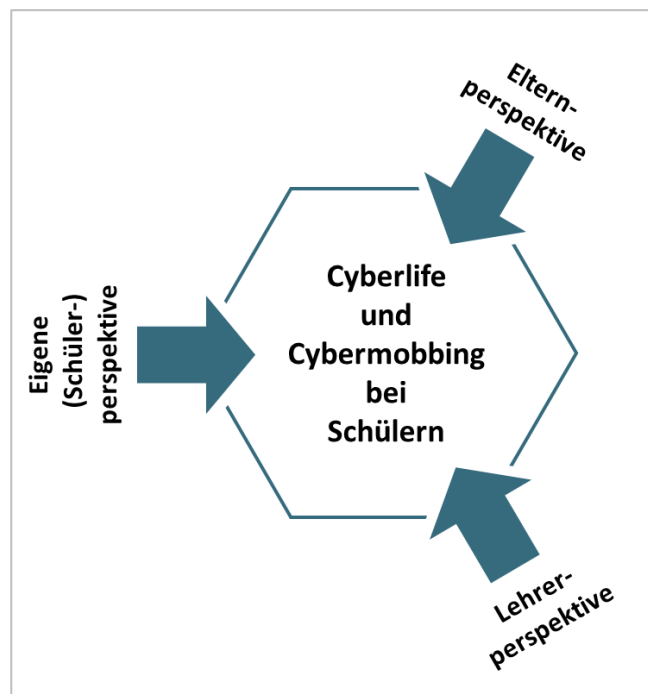 Eltern-
perspektive
Cyberlife
und
Cybermobbing
bei
Schülern
Eigene
(Schüler-)
perspektive
Lehrer-
perspektive